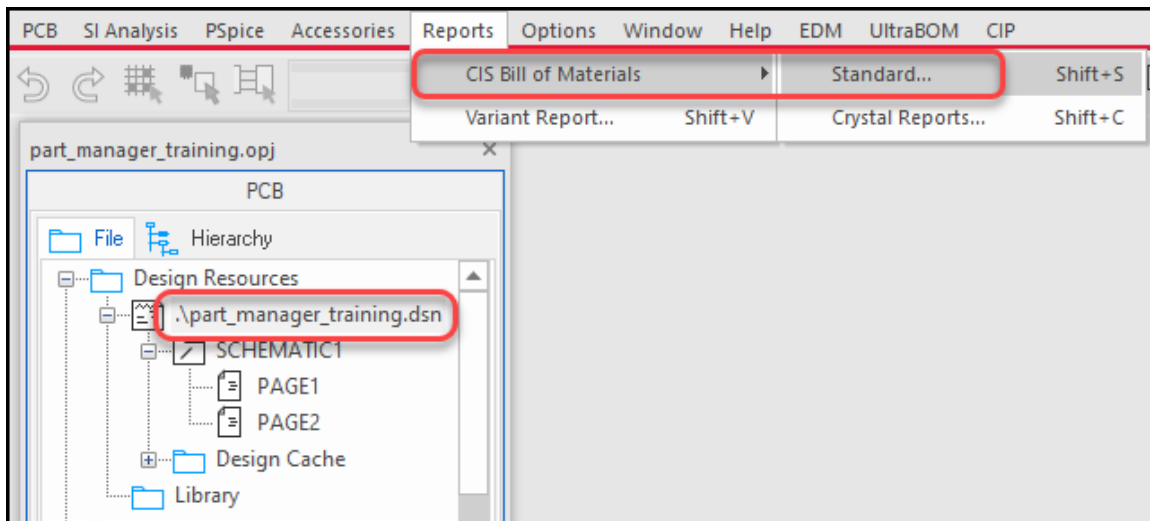 PCB SI Analysis PSpice Accessories Reports Options Window Help EDM UltraBOM CIP
CIS Bill of Materials Standard... Shift+S
Variant Report... Shift+V Crystal Reports... Shift+C
part_manager_training.opj
PCB
File Hierarchy
Design Resources
.\part_manager_training.dsn
SCHEMATIC1
PAGE1
PAGE2
Design Cache
Library